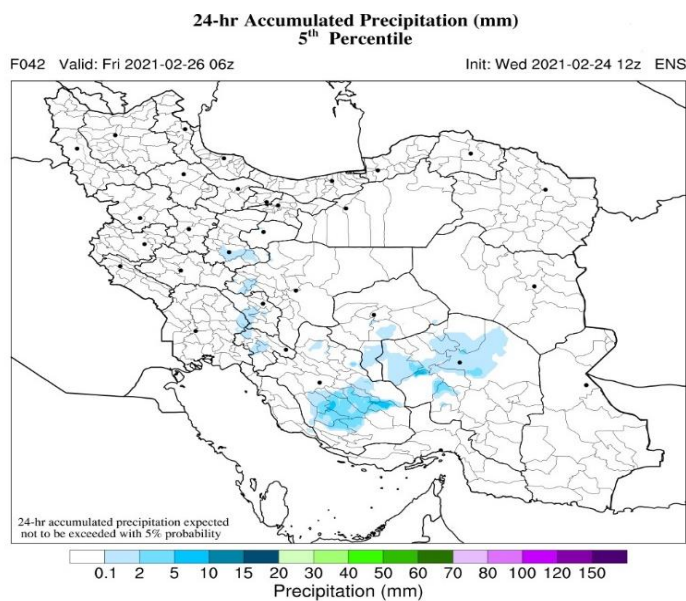 24-hr Accumulated Precipitation (mm)
5th Percentile
F042 Valid: Fri 2021-02-26 06z Init: Wed 2021-02-24 12z ENS
24-hr accumulated precipitation expected
not to be exceeded with 5% probability
0.1 2 5 10 15 20 30 40 50 60 70 80 100 120 150
Precipitation (mm)